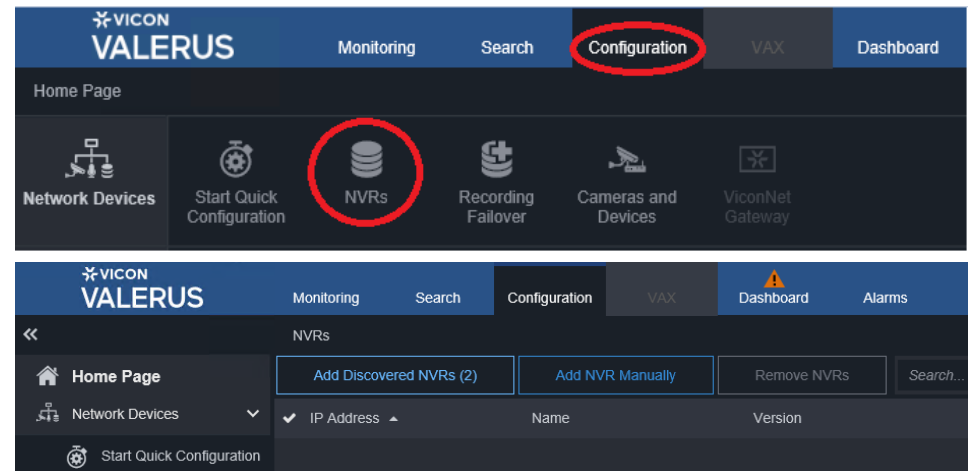 VICON
VALERUS
Monitoring
Search
Configuration
VAX
Dashboard
Home Page
Network Devices
Start Quick
Configuration
NVRs
Recording
Failover
Cameras and
Devices
ViconNet
Gateway
VICON
VALERUS
Monitoring
Search
Configuration
VAX
Dashboard
Alarms
«
NVRs
Home Page
Add Discovered NVRs (2)
Add NVR Manually
Remove NVRs
Search...
Network Devices
IP Address
Name
Version
Start Quick Configuration